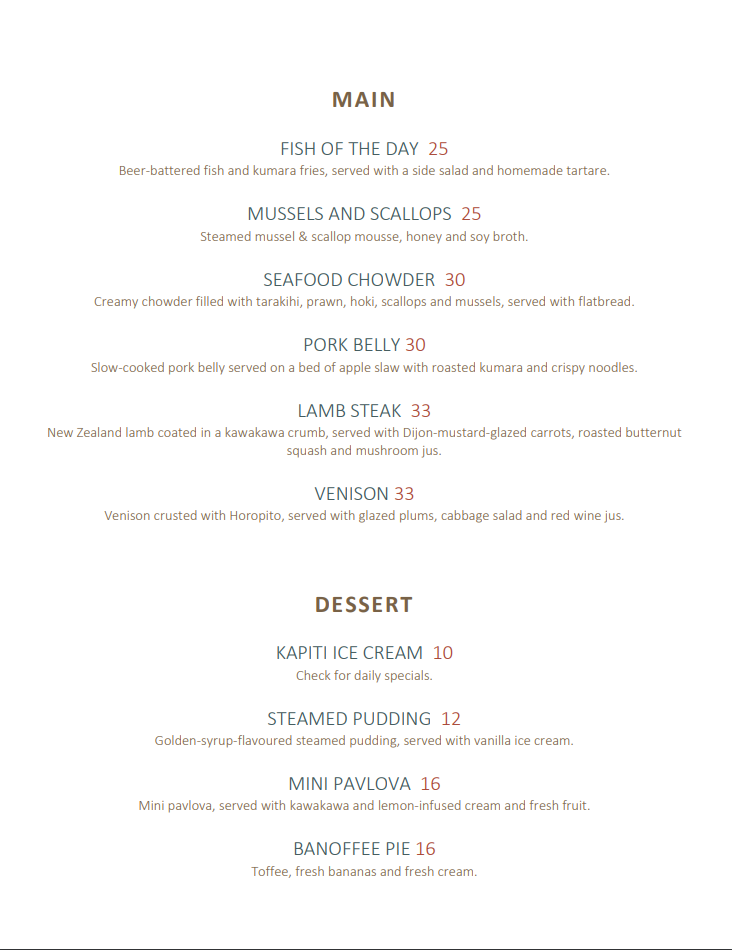 MAIN
FISH OF THE DAY 25
Beer-battered fish and kumara fries, served with a side salad and homemade tartare.
MUSSELS AND SCALLOPS 25
Steamed mussel & scallop mousse, honey and soy broth.
SEAFOOD CHOWDER 30
Creamy chowder filled with tarakihi, prawn, hoki, scallops and mussels, served with flatbread.
PORK BELLY 30
Slow-cooked pork belly served on a bed of apple slaw with roasted kumara and crispy noodles.
LAMB STEAK 33
New Zealand lamb coated in a kawakawa crumb, served with Dijon-mustard-glazed carrots, roasted butternut
squash and mushroom jus.
VENISON 33
Venison crusted with Horopito, served with glazed plums, cabbage salad and red wine jus.
DESSERT
KAPITI ICE CREAM 10
Check for daily specials.
STEAMED PUDDING 12
Golden-syrup-flavoured steamed pudding, served with vanilla ice cream.
MINI PAVLOVA 16
Mini pavlova, served with kawakawa and lemon-infused cream and fresh fruit.
BANOFFEE PIE 16
Toffee, fresh bananas and fresh cream.